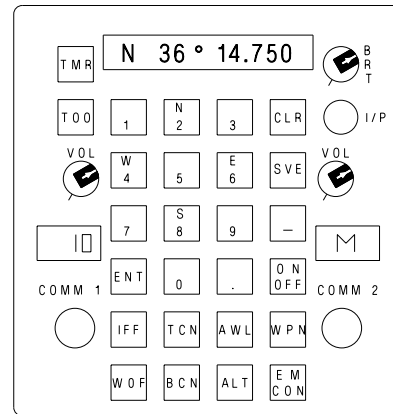 N 36° 14.750
BRT
TMR
TOO 1 N 2 3 CLR I/P
VOL W 4 5 E 6 SVE VOL
10 7 S 8 9 – M
COMM 1 ENT 0 . ON OFF COMM 2
IFF TCN AWL WPN
WOF BCN ALT EM CON